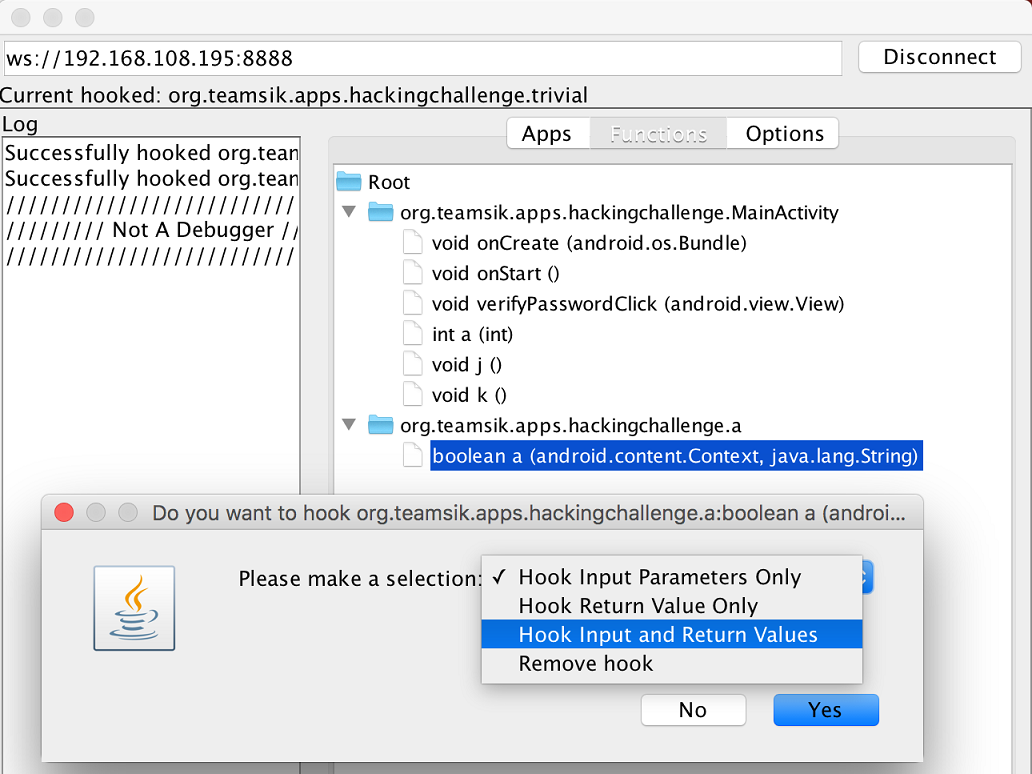 ws://192.168.108.195:8888
Disconnect
Current hooked: org.teamsik.apps.hackingchallenge.trivial
Log
Successfully hooked org.tean
Successfully hooked org.tean
//////////////////////////
///////// Not A Debugger //
//////////////////////////
Apps
Functions
Options
Root
org.teamsik.apps.hackingchallenge.MainActivity
void onCreate (android.os.Bundle)
void onStart ()
void verifyPasswordClick (android.view.View)
int a (int)
void j ()
void k ()
org.teamsik.apps.hackingchallenge.a
boolean a (android.content.Context, java.lang.String)
Do you want to hook org.teamsik.apps.hackingchallenge.a:boolean a (androi...
Please make a selection:
✓ Hook Input Parameters Only
Hook Return Value Only
Hook Input and Return Values
Remove hook
No
Yes